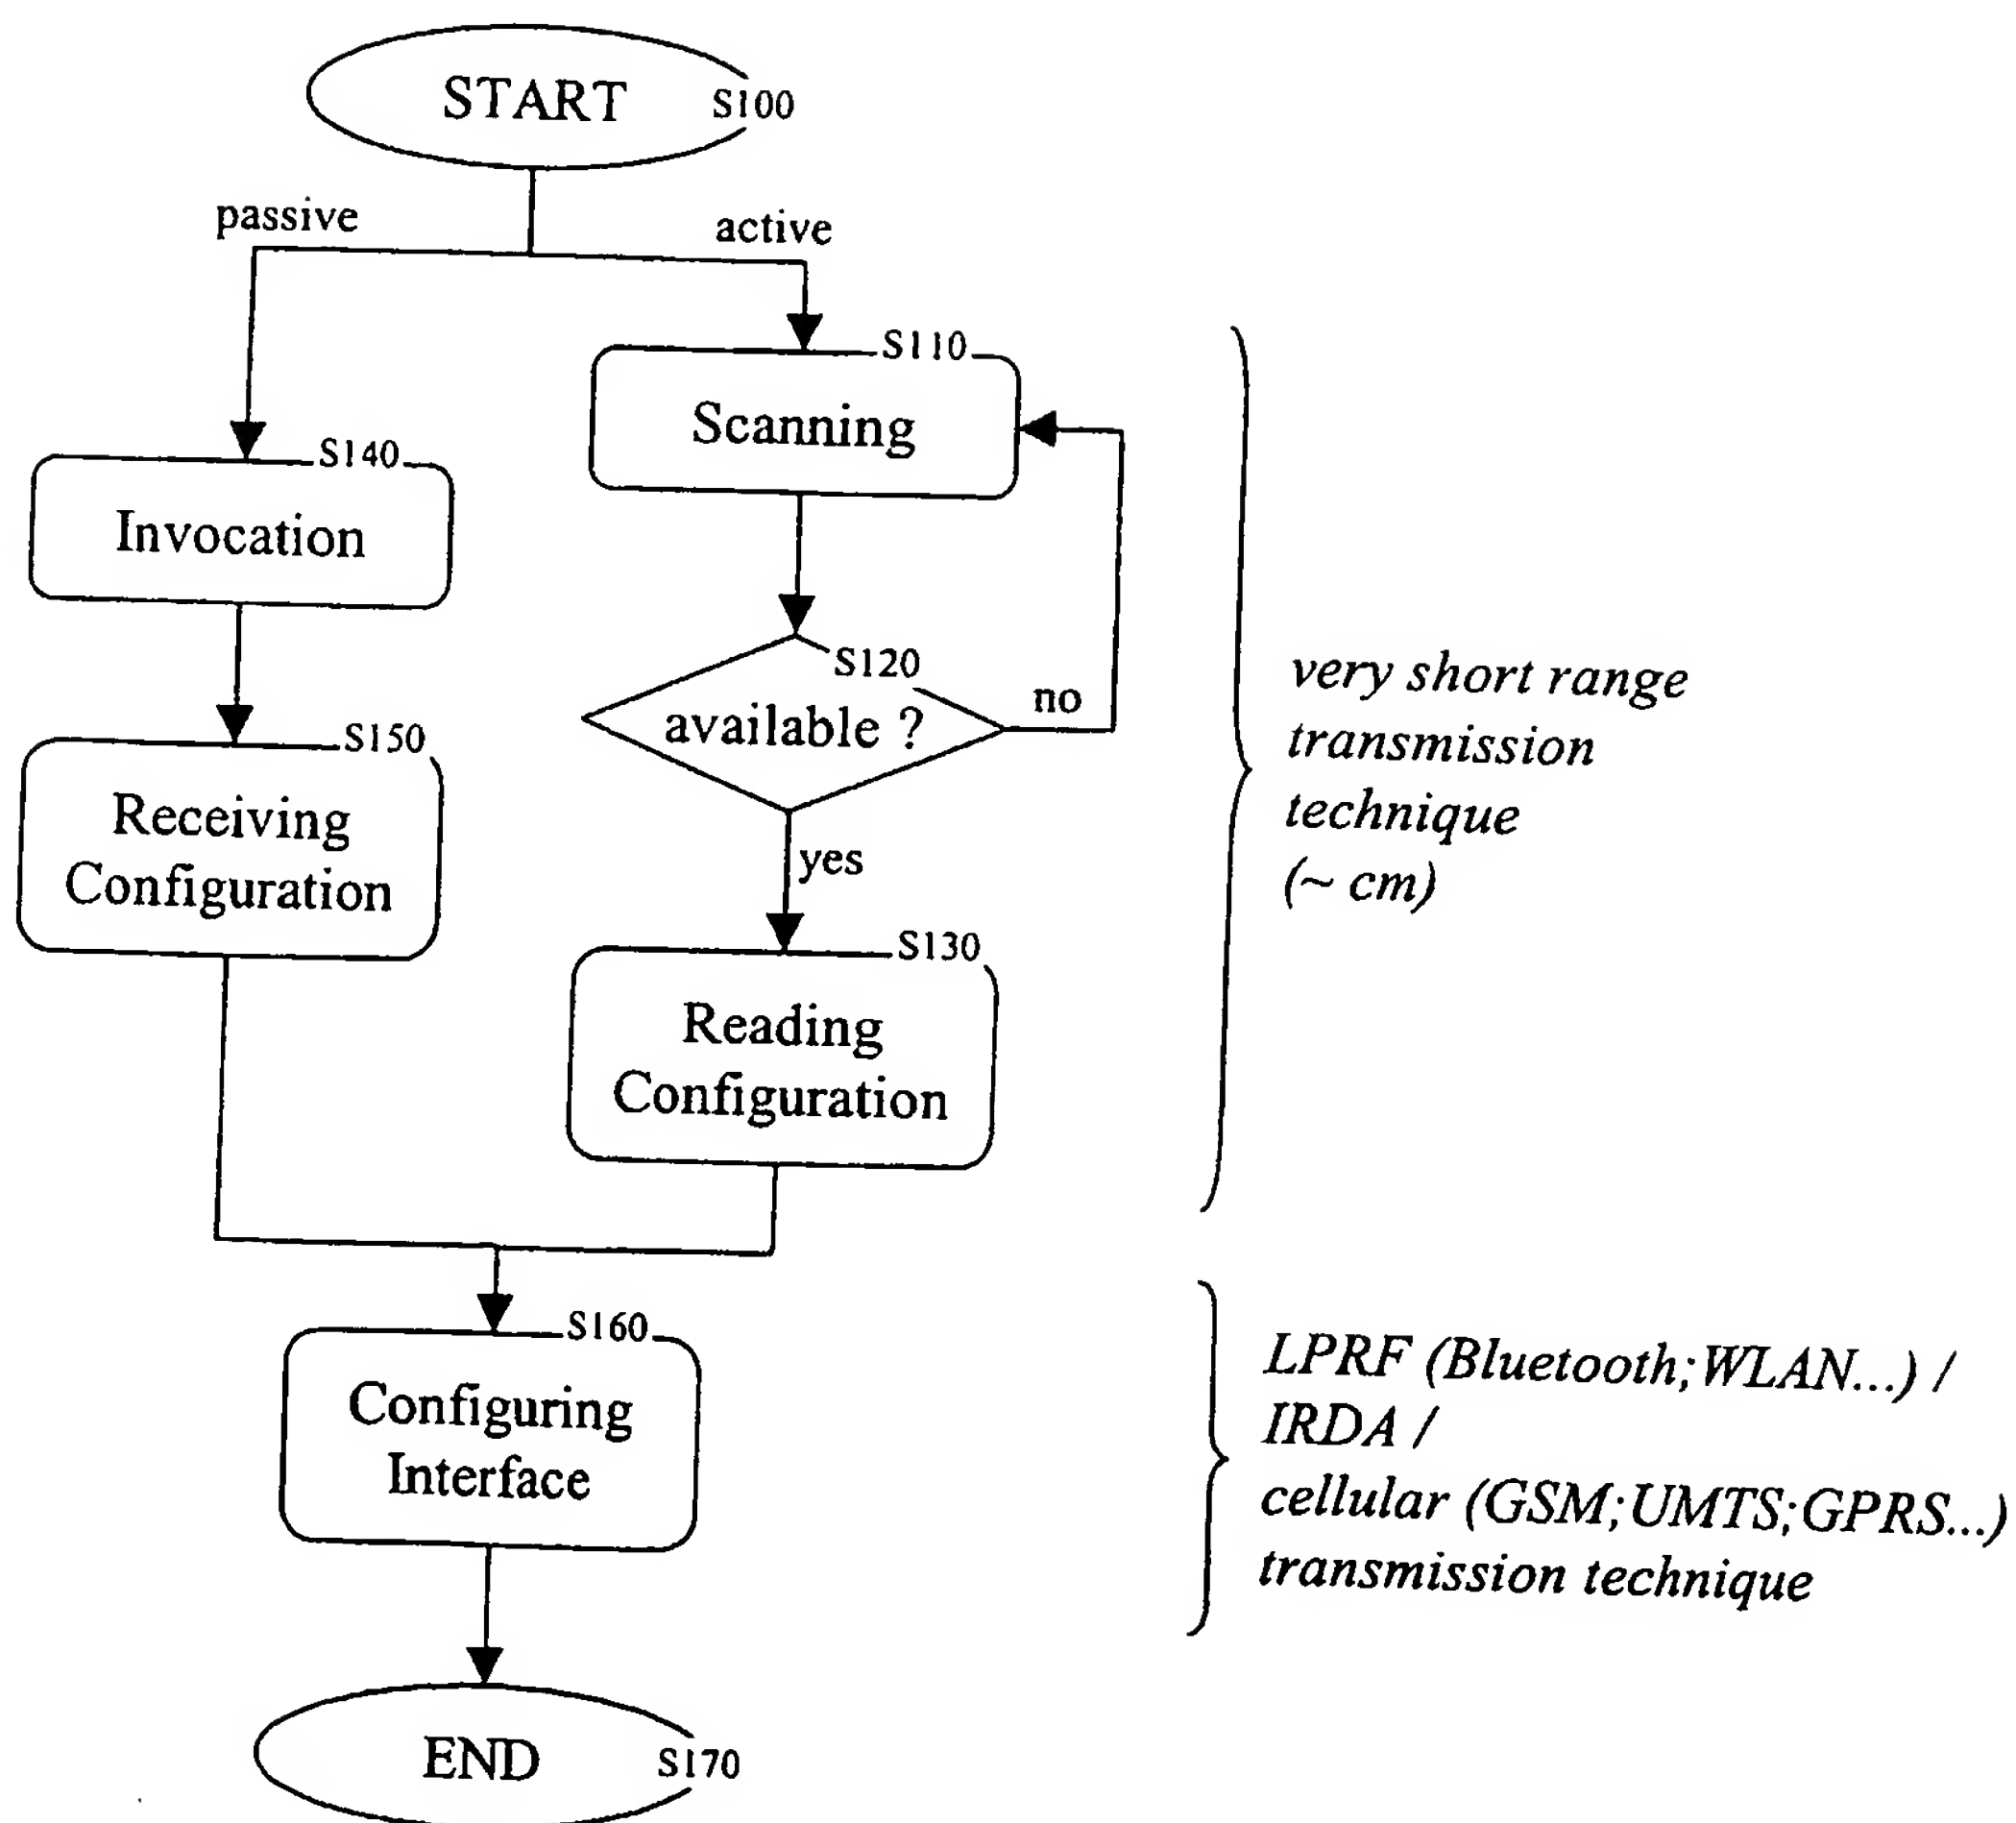 START S100
passive
active
S110
Scanning
S140
Invocation
S120
available ?
no
yes
S150
Receiving
Configuration
S130
Reading
Configuration
very short range
transmission
technique
(~ cm)
S160
Configuring
Interface
LPRF (Bluetooth;WLAN...) /
IRDA /
cellular (GSM;UMTS;GPRS...)
transmission technique
END S170